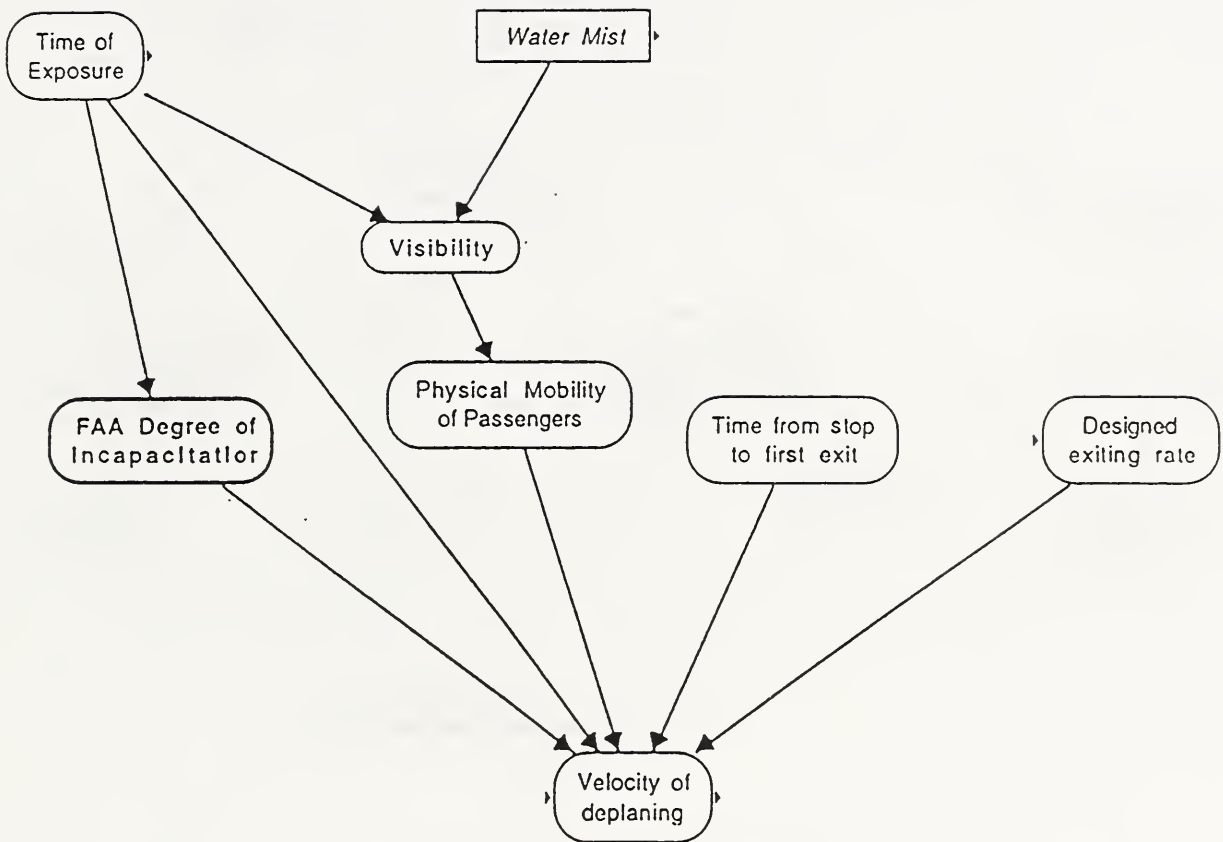 Time of
Exposure
Water Mist
Visibility
Physical Mobility
of Passengers
FAA Degree of
Incapacitatior
Time from stop
to first exit
Designed
exiting rate
Velocity of
deplaning